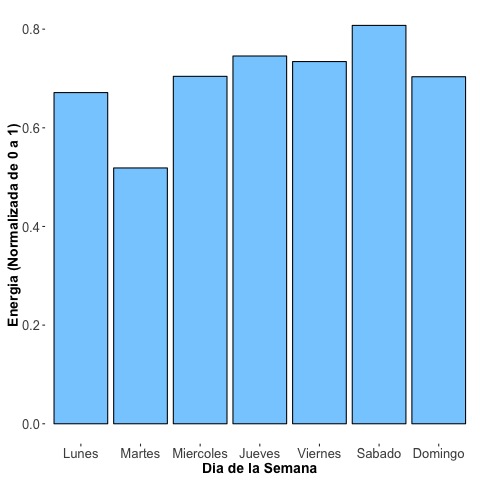 Energia (Normalizada de 0 a 1)
0.8
0.6
0.4
0.2
0.0
Lunes Martes Miercoles Jueves Viernes Sabado Domingo
Dia de la Semana